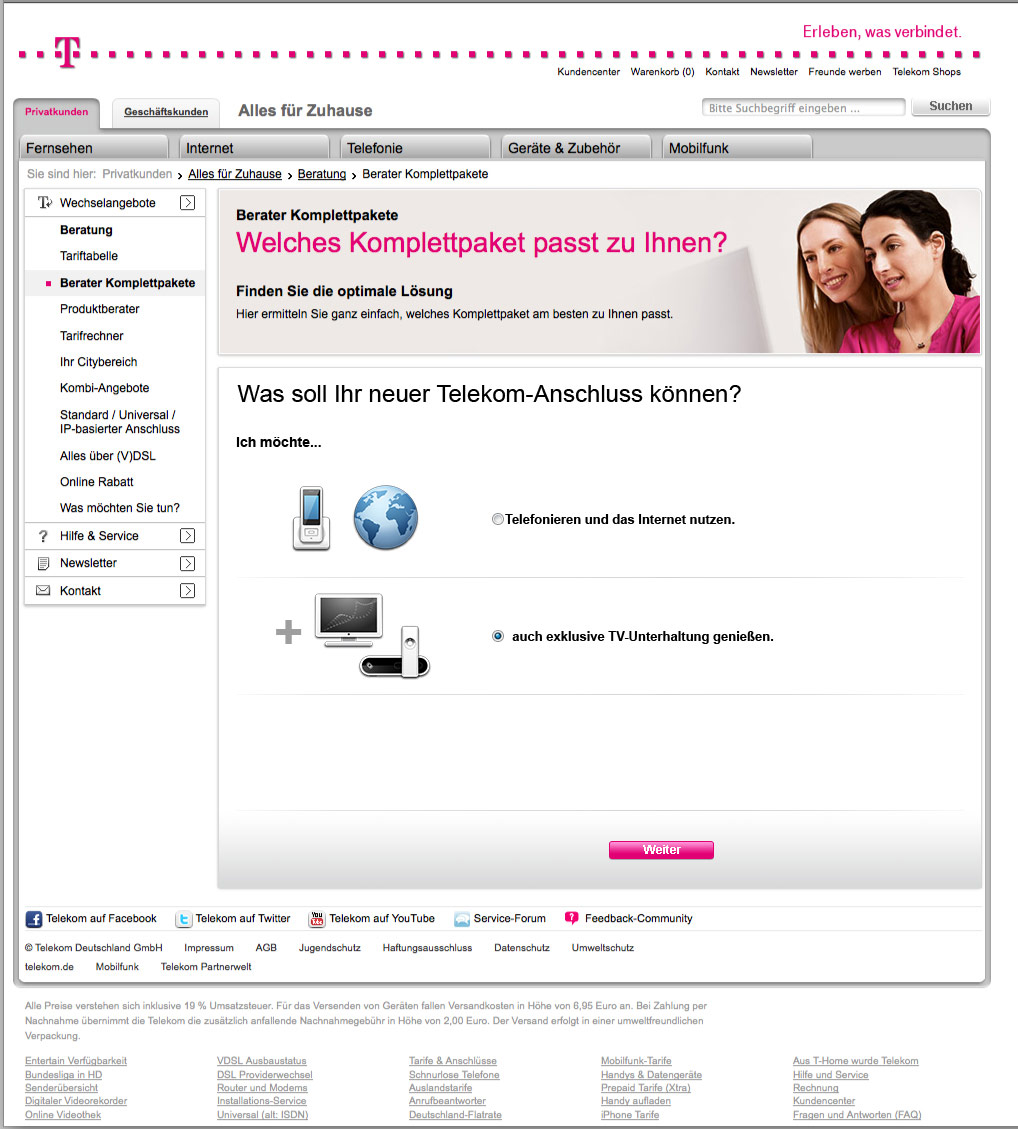 Erleben, was verbindet.
T
Kundencenter Warenkorb (0) Kontakt Newsletter Freunde werben Telekom Shops
Privatkunden Geschäftskunden Alles für Zuhause Bitte Suchbegriff eingeben ... Suchen
Fernsehen Internet Telefonie Geräte & Zubehör Mobilfunk
Sie sind hier: Privatkunden › Alles für Zuhause › Beratung › Berater Komplettpakete
Wechselangebote
Beratung
Tariftabelle
Berater Komplettpakete
Produktberater
Tarifrechner
Ihr Citybereich
Kombi-Angebote
Standard / Universal /
IP-basierter Anschluss
Alles über (V)DSL
Online Rabatt
Was möchten Sie tun?
? Hilfe & Service
Newsletter
Kontakt
Berater Komplettpakete
Welches Komplettpaket passt zu Ihnen?
Finden Sie die optimale Lösung
Hier ermitteln Sie ganz einfach, welches Komplettpaket am besten zu Ihnen passt.
Was soll Ihr neuer Telekom-Anschluss können?
Ich möchte...
Telefonieren und das Internet nutzen.
+ auch exklusive TV-Unterhaltung genießen.
Weiter
f Telekom auf Facebook t Telekom auf Twitter You Tube Telekom auf YouTube Service-Forum ? Feedback-Community
© Telekom Deutschland GmbH Impressum AGB Jugendschutz Haftungsausschluss Datenschutz Umweltschutz
telekom.de Mobilfunk Telekom Partnerwelt
Alle Preise verstehen sich inklusive 19 % Umsatzsteuer. Für das Versenden von Geräten fallen Versandkosten in Höhe von 6,95 Euro an. Bei Zahlung per
Nachnahme übernimmt die Telekom die zusätzlich anfallende Nachnahmegebühr in Höhe von 2,00 Euro. Der Versand erfolgt in einer umweltfreundlichen
Verpackung.
Entertain Verfügbarkeit VDSL Ausbaustatus Tarife & Anschlüsse Mobilfunk-Tarife Aus T-Home wurde Telekom
Bundesliga in HD DSL Providerwechsel Schnurlose Telefone Handys & Datengeräte Hilfe und Service
Senderübersicht Router und Modems Auslandstarife Prepaid Tarife (Xtra) Rechnung
Digitaler Videorekorder Installations-Service Anrufbeantworter Handy aufladen Kundencenter
Online Videothek Universal (alt: ISDN) Deutschland-Flatrate iPhone Tarife Fragen und Antworten (FAQ)